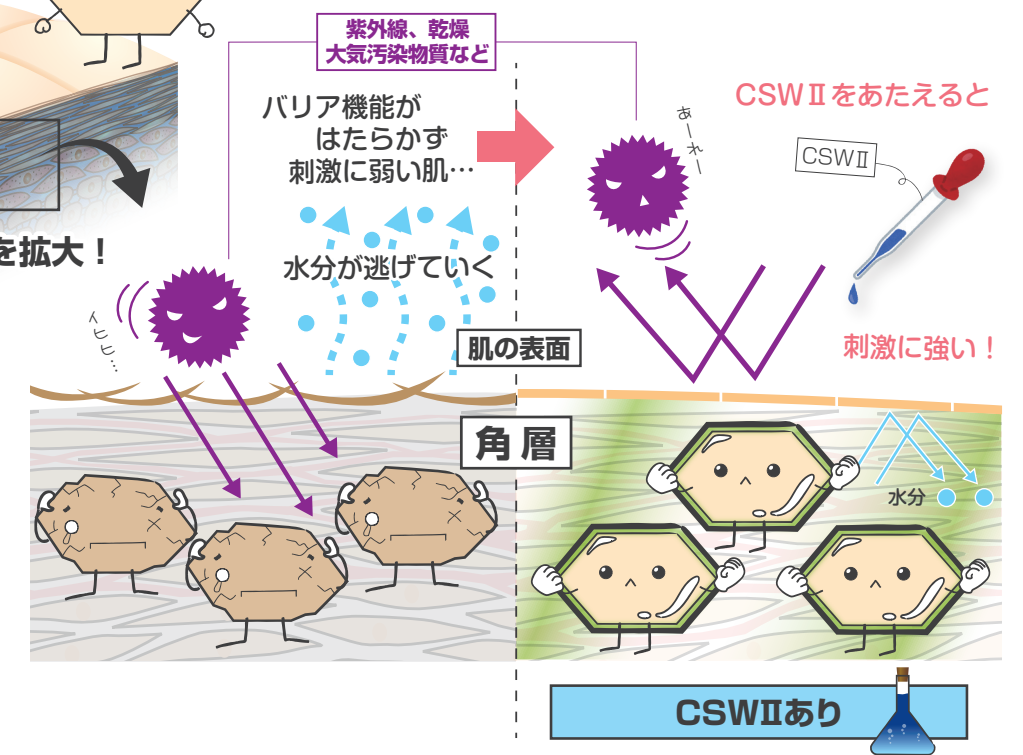 紫外線、乾燥
大気汚染物質など
バリア機能が
はたらかず
刺激に弱い肌…
水分が逃げていく
を拡大！
イヒヒ…
あーれー
CSWⅡをあたえると
CSWⅡ
刺激に強い！
肌の表面
角層
水分
CSWⅡあり